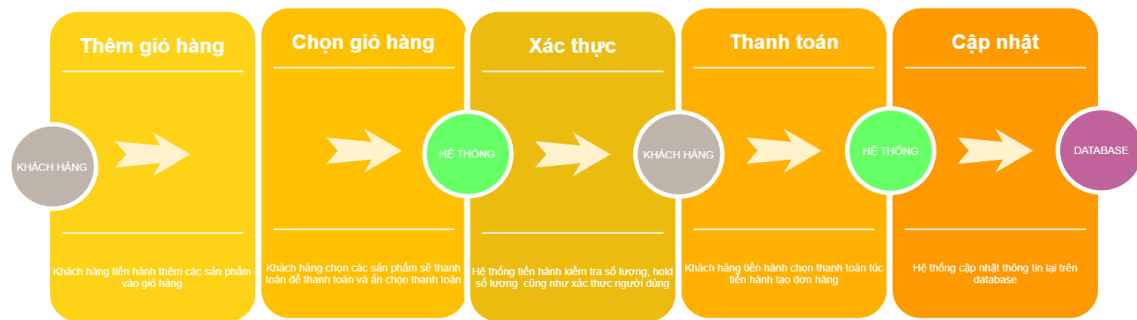 Thêm giỏ hàng
Chọn giỏ hàng
Xác thực
Thanh toán
Cập nhật
KHÁCH HÀNG
HỆ THỐNG
KHÁCH HÀNG
HỆ THỐNG
DATABASE
Khách hàng tiến hành thêm các sản phẩm
vào giỏ hàng
Khách hàng chọn các sản phẩm sẽ thanh
toán để thanh toán và ấn chọn thanh toán
Hệ thống tiến hành kiểm tra số lượng, hold
số lượng cũng như xác thực người dùng
Khách hàng tiến hành chọn thanh toán túc
tiến hành tạo đơn hàng
Hệ thống cập nhật thông tin lại trên
database